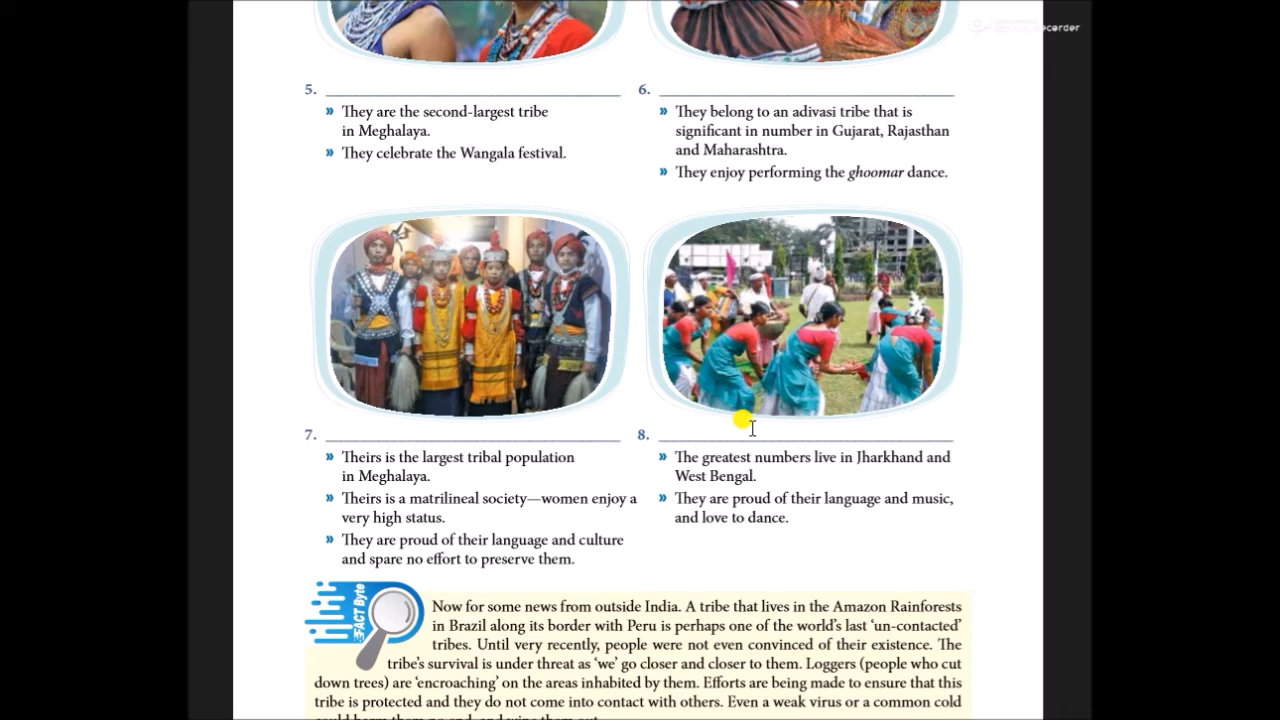 5. ______________________________
» They are the second-largest tribe
in Meghalaya.
» They celebrate the Wangala festival.
6. ______________________________
» They belong to an adivasi tribe that is
significant in number in Gujarat, Rajasthan
and Maharashtra.
» They enjoy performing the ghoomar dance.
7. ______________________________
» Theirs is the largest tribal population
in Meghalaya.
» Theirs is a matrilineal society—women enjoy a
very high status.
» They are proud of their language and culture
and spare no effort to preserve them.
8. ______________________________
» The greatest numbers live in Jharkhand and
West Bengal.
» They are proud of their language and music,
and love to dance.
FACT Byte
Now for some news from outside India. A tribe that lives in the Amazon Rainforests
in Brazil along its border with Peru is perhaps one of the world's last 'un-contacted'
tribes. Until very recently, people were not even convinced of their existence. The
tribe's survival is under threat as 'we' go closer and closer to them. Loggers (people who cut
down trees) are 'encroaching' on the areas inhabited by them. Efforts are being made to ensure that this
tribe is protected and they do not come into contact with others. Even a weak virus or a common cold